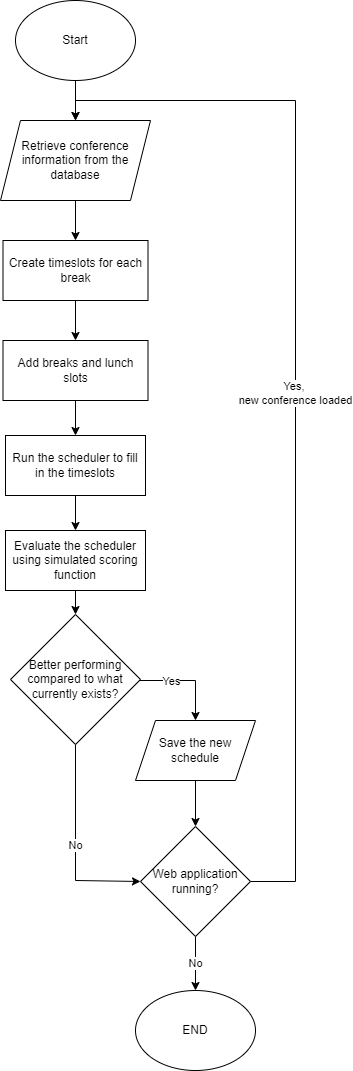 Start
Retrieve conference
information from the
database
Create timeslots for each
break
Add breaks and lunch
slots
Yes,
new conference loaded
Run the scheduler to fill
in the timeslots
Evaluate the scheduler
using simulated scoring
function
Better performing
compared to what
currently exists?
Yes
Save the new
schedule
No
Web application
running?
No
END